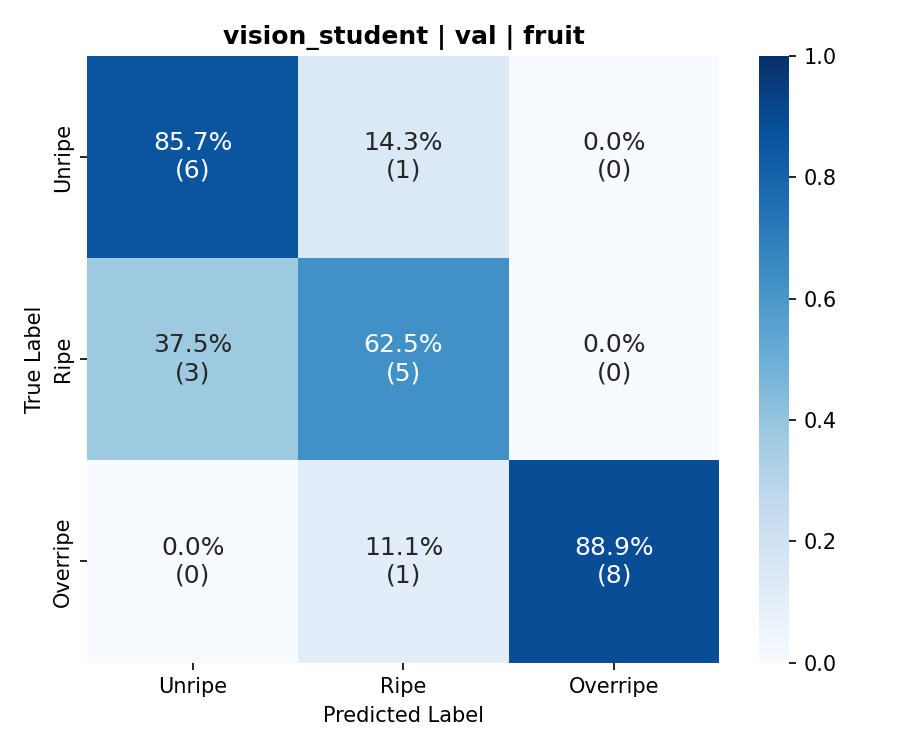 vision_student | val | fruit
85.7%
(6)
14.3%
(1)
0.0%
(0)
37.5%
(3)
62.5%
(5)
0.0%
(0)
0.0%
(0)
11.1%
(1)
88.9%
(8)
True Label
Unripe
Ripe
Overripe
Unripe
Ripe
Overripe
Predicted Label
1.0
0.8
0.6
0.4
0.2
0.0